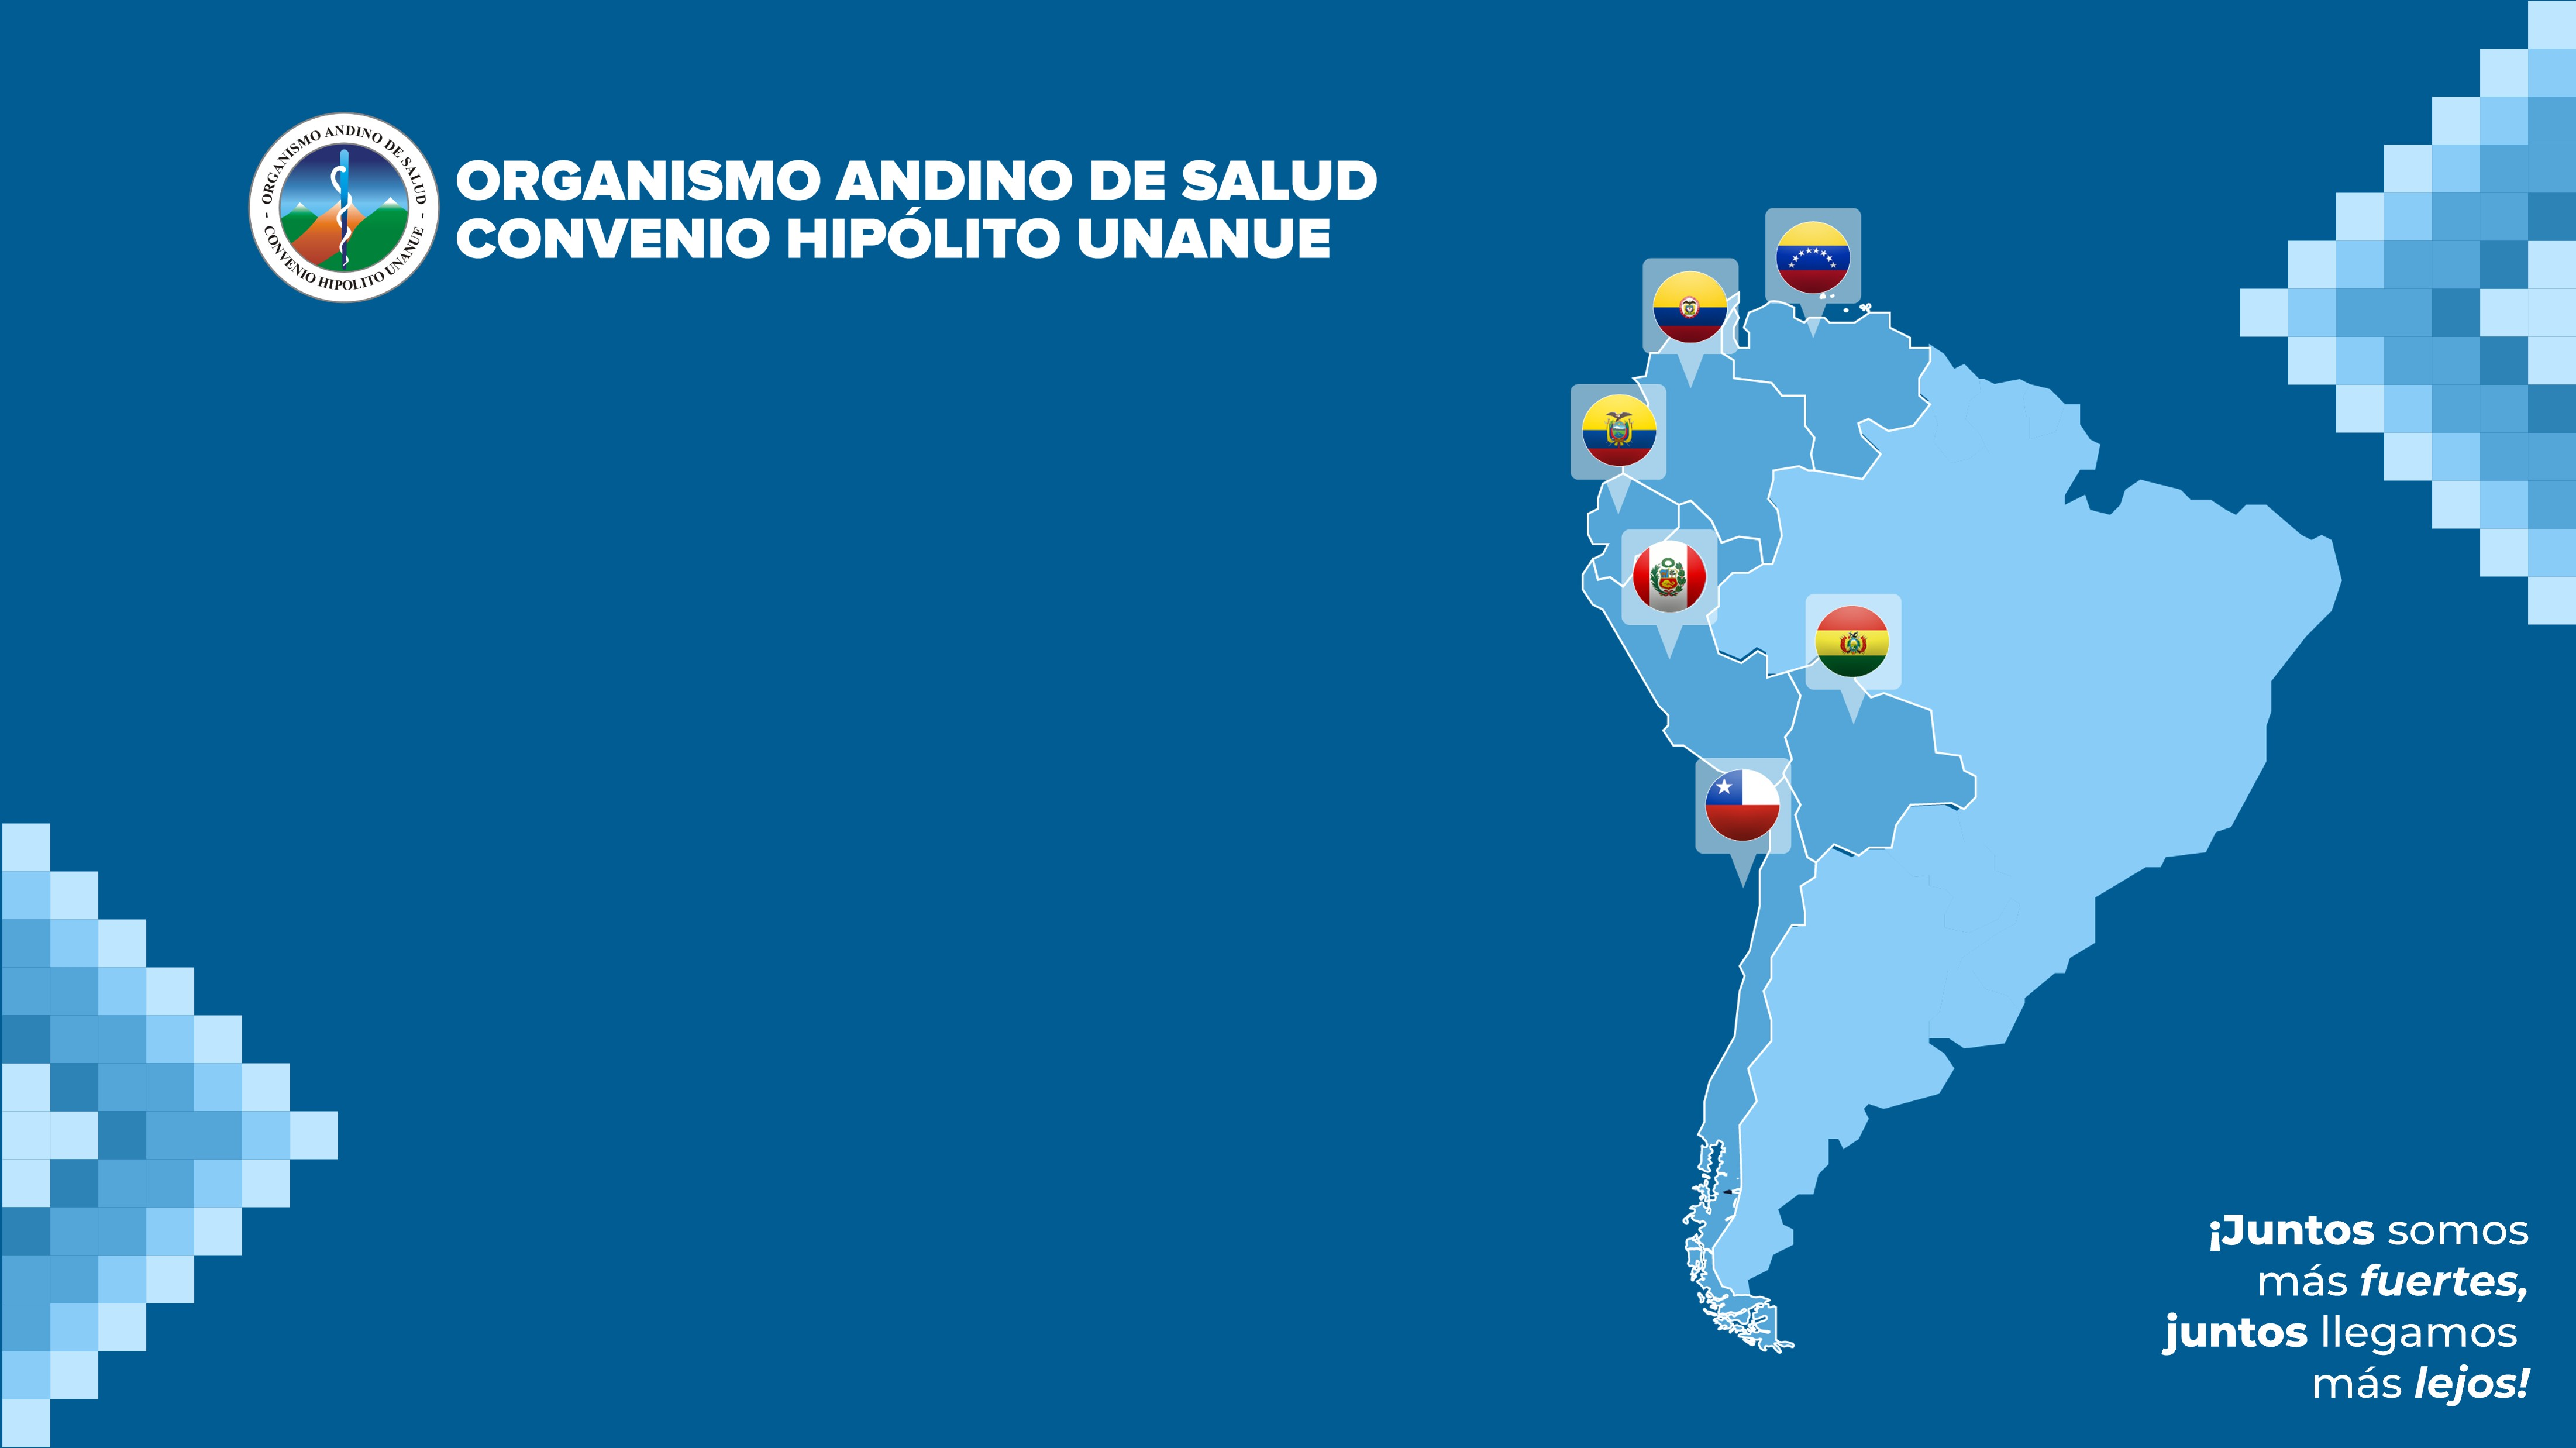 ORGANISMO ANDINO DE SALUD
CONVENIO HIPOLITO UNANUE
ORGANISMO ANDINO DE SALUD
CONVENIO HIPÓLITO UNANUE
¡Juntos somos
más fuertes,
juntos llegamos
más lejos!